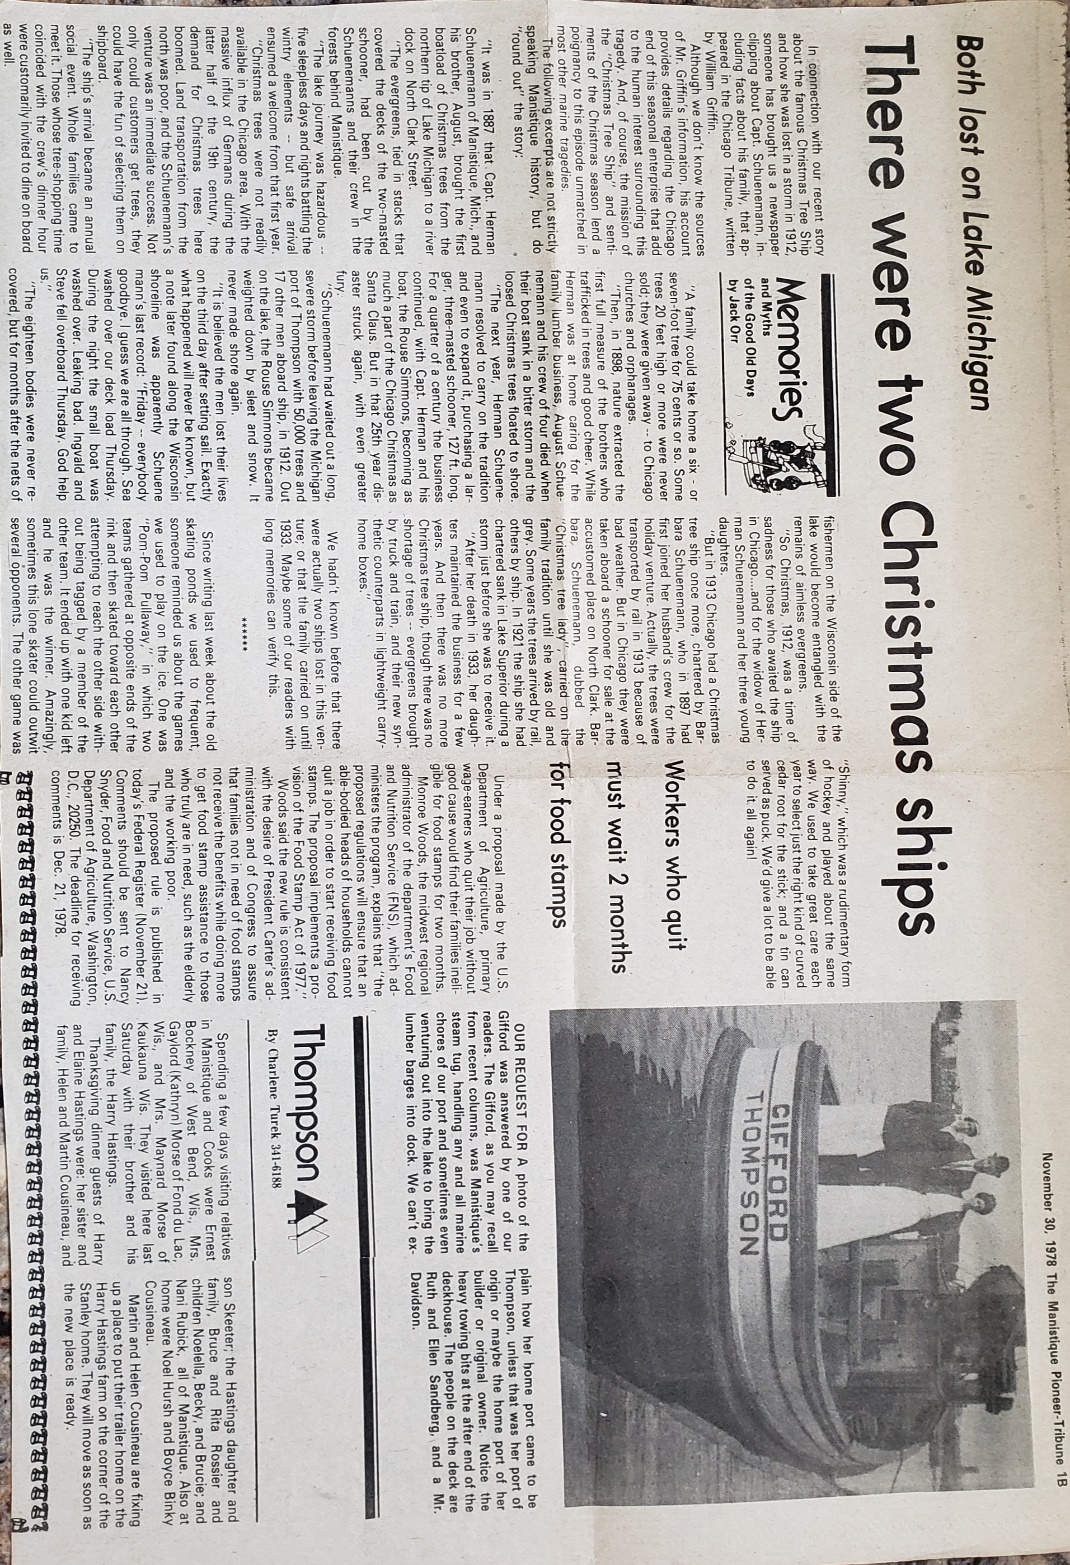 November 30, 1978 The Manistique Pioneer-Tribune 1B
Both lost on Lake Michigan
There were two Christmas ships
In connection with our recent story
about the famous Christmas Tree Ship
and how she was lost in a storm in 1912,
someone has brought us a newspaper
clipping about Capt. Schuenemann, in-
cluding facts about his family, that ap-
peared in the Chicago Tribune, written
by William Griffin.
Although we don't know the sources
of Mr. Griffin's information, his account
provides details regarding the Chicago
end of this seasonal enterprise that add
to the human interest surrounding this
tragedy. And, of course, the mission of
the "Christmas Tree Ship" and senti-
ments of the Christmas season lend a
poignancy to this episode unmatched in
most other marine tragedies.
The following excerpts are not strictly
speaking Manistique history, but do
"round out" the story:
"It was in 1887 that Capt. Herman
Schuenemann of Manistique, Mich., and
his brother, August, brought the first
boatload of Christmas trees from the
northern tip of Lake Michigan to a river
dock on North Clark Street.
"The evergreens, tied in stacks that
covered the decks of the two-masted
schooner, had been cut by the
Schuenemanns and their crew in the
forests behind Manistique.
"The lake journey was hazardous --
five sleepless days and nights battling the
wintry elements -- but safe arrival
ensured a welcome from that first year.
"Christmas trees were not readily
available in the Chicago area. With the
massive influx of Germans during the
latter half of the 19th century, the
demand for Christmas trees here
boomed. Land transportation from the
north was poor, and the Schuenemann's
venture was an immediate success. Not
only could customers get trees, they
could have the fun of selecting them on
shipboard.
"The ship's arrival became an annual
social event. Whole families came to
meet it. Those whose tree-shopping time
coincided with the crew's dinner hour
were customarily invited to dine on board
as well.
Memories
and Myths
of the Good Old Days
by Jack Orr
"A family could take home a six - or
seven-foot tree for 75 cents or so. Some
trees 20 feet high or more were never
sold; they were given away -- to Chicago
churches and orphanages.
"Then, in 1898, nature extracted the
first full measure of the brothers who
trafficked in trees and good cheer. While
Herman was at home caring for the
family lumber business, August Schue-
nemann and his crew of four died when
their boat sank in a bitter storm and the
loosed Christmas trees floated to shore.
"The next year, Herman Schuene-
mann resolved to carry on the tradition
and even to expand it, purchasing a lar-
ger, three-masted schooner, 127 ft. long.
For a quarter of a century the business
continued, with Capt. Herman and his
boat, the Rouse Simmons, becoming as
much a part of the Chicago Christmas as
Santa Claus. But in that 25th year dis-
aster struck again, with even greater
fury.
"Schuenemann had waited out a long,
severe storm before leaving the Michigan
port of Thompson with 50,000 trees and
17 other men aboard ship, in 1912. Out
on the lake, the Rouse Simmons became
weighted down by sleet and snow. It
never made shore again.
"It is believed the men lost their lives
on the third day after setting sail. Exactly
what happened will never be known, but
a note later found along the Wisconsin
shoreline was apparently Schuene
mann's last record: "Friday -- everybody
goodbye. I guess we are all through. Sea
washed over our deck load Thursday.
During the night the small boat was
washed over. Leaking bad. Ingvald and
Steve fell overboard Thursday. God help
us."
"The eighteen bodies were never re-
covered, but for months after the nets of
fishermen on the Wisconsin side of the
lake would become entangled with the
remains of aimless evergreens.
"So Christmas, 1912, was a time of
sadness for those who awaited the ship
in Chicago...and for the widow of Her-
man Schuenemann and her three young
daughters.
"But in 1913 Chicago had a Christmas
tree ship once more, chartered by Bar-
bara Schuenemann, who in 1897 had
first joined her husband's crew for the
holiday venture. Actually, the trees were
transported by rail in 1913 because of
bad weather. But in Chicago they were
taken aboard a schooner for sale at the
accustomed place on North Clark. Bar-
bara Schuenemann, dubbed the
"Christmas tree lady" carried on the
family tradition until she was old and
grey. Some years the trees arrived by rail,
others by ship. In 1921 the ship she had
chartered sank in Lake Superior during a
storm just before she was to receive it.
"After her death in 1933, her daugh-
ters maintained the business for a few
years. And then there was no more
Christmas tree ship, though there was no
shortage of trees -- evergreens brought
by truck and train, and their new syn-
thetic counterparts in lightweight carry-
home boxes."
We hadn't known before that there
were actually two ships lost in this ven-
ture; or that the family carried on until
1933. Maybe some of our readers with
long memories can verify this.
******
Since writing last week about the old
skating ponds we used to frequent,
someone reminded us about the games
we used to play on the ice. One was
"Pom-Pom Pullaway," in which two
teams gathered at opposite ends of the
rink and then skated toward each other
attempting to reach the other side with-
out being tagged by a member of the
other team. It ended up with one kid left
and he was the winner. Amazingly,
sometimes this lone skater could outwit
several opponents. The other game was
"Shinny," which was a rudimentary form
of hockey and played about the same
way. We used to take great care each
year to select just the right kind of curved
cedar root for the stick; and a tin can
served as puck. We'd give a lot to be able
to do it all again!
Workers who quit
must wait 2 months
for food stamps
Under a proposal made by the U.S.
Department of Agriculture, primary
wage-earners who quit their job without
good cause would find their families ineli-
gible for food stamps for two months.
Monroe Woods, the midwest regional
administrator of the department's Food
and Nutrition Service (FNS), which ad-
ministers the program, explains that "the
proposed regulations will ensure that an
able-bodied heads of households cannot
quit a job in order to start receiving food
stamps. The proposal implements a pro-
vision of the Food Stamp Act of 1977."
Woods said the new rule is consistent
with the desire of President Carter's ad-
ministration and of Congress to assure
that families not in need of food stamps
not receive the benefits while doing more
to get food stamp assistance to those
who truly are in need, such as the elderly
and the working poor.
The proposed rule is published in
today's Federal Register (November 21).
Comments should be sent to Nancy
Snyder, Food and Nutrition Service, U.S.
Department of Agriculture, Washington,
D.C., 20250. The deadline for receiving
comments is Dec. 21, 1978.
GIFFORD
THOMPSON
OUR REQUEST FOR A photo of the
Gifford was answered by one of our
readers. The Gifford, as you may recall
from recent columns, was Manistique's
steam tug, handling any and all marine
chores of our port and sometimes even
venturing out into the lake to bring the
lumber barges into dock. We can't ex-
plain how her home port came to be
Thompson, unless that was her port of
origin or maybe the home port of her
builder or original owner. Notice the
heavy towing bits at the after end of the
deckhouse. The people on the deck are
Ruth and Ellen Sandberg, and a Mr.
Davidson.
Thompson
By Charlene Turek 341-6188
Spending a few days visiting relatives
in Manistique and Cooks were Ernest
Bockney of West Bend, Wis., Mrs.
Gaylord (Kathryn) Morse of Fond du Lac,
Wis., and Mrs. Maynard Morse of
Kaukauna Wis. They visited here last
Saturday with their brother and his
family, the Harry Hastings.
Thanksgiving dinner guests of Harry
and Elaine Hastings were: her sister and
family, Helen and Martin Cousineau, and
son Skeeter; the Hastings daughter and
family, Bruce and Rita Rossier and
children Noelella, Becky, and Brucie; and
Nani Rubick, all of Manistique. Also at
home were Noel Hursh and Boyce Binky
Cousineau.
Martin and Helen Cousineau are fixing
up a place to put their trailer home on the
Harry Hastings farm on the corner of the
Stanley home. They will move as soon as
the new place is ready.